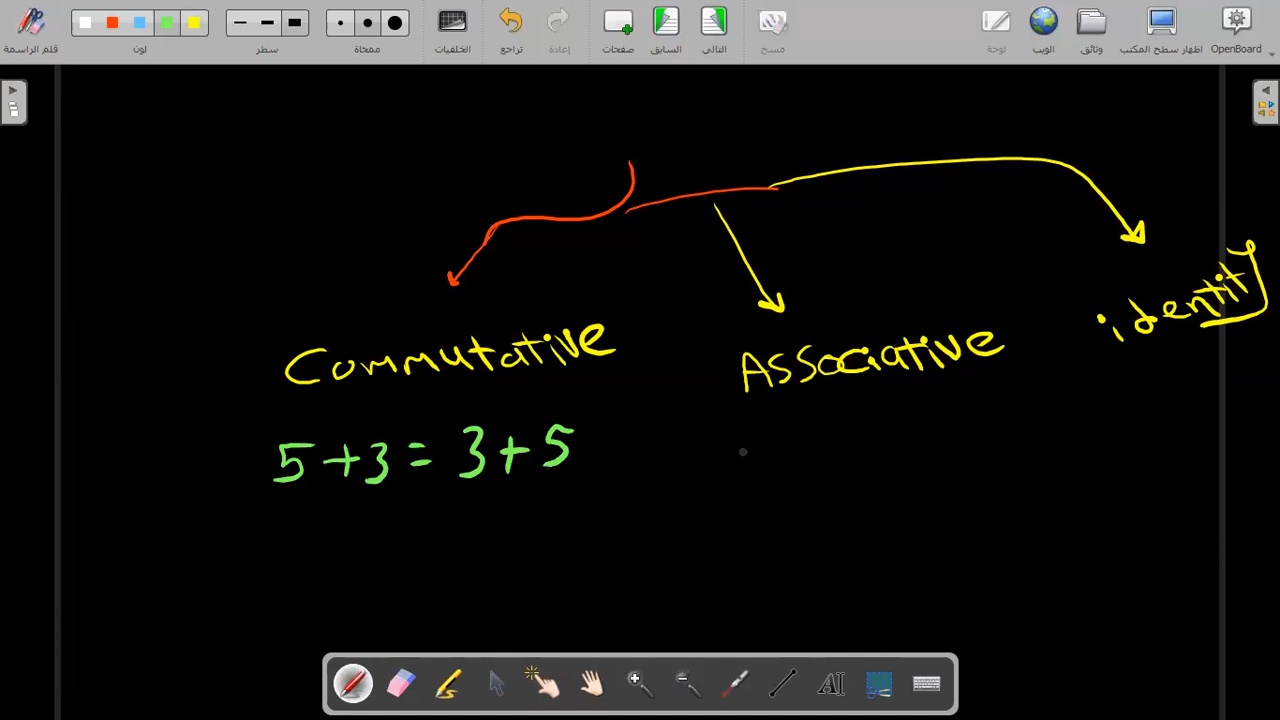 قلم الراسمة
لون
سطر
ممحاة
الخلفيات
تراجع
إعادة
صفحات
السابق
التالي
مسح
لوحة
الويب
وثائق
اظهار سطح المكتب
OpenBoard
Commutative
Associative
identity
5+3=3+5
AI